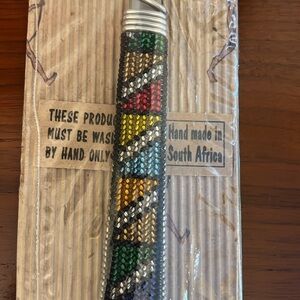 THESE PRODUC
MUST BE WAS
BY HAND ONLY
Hand made in
South Africa